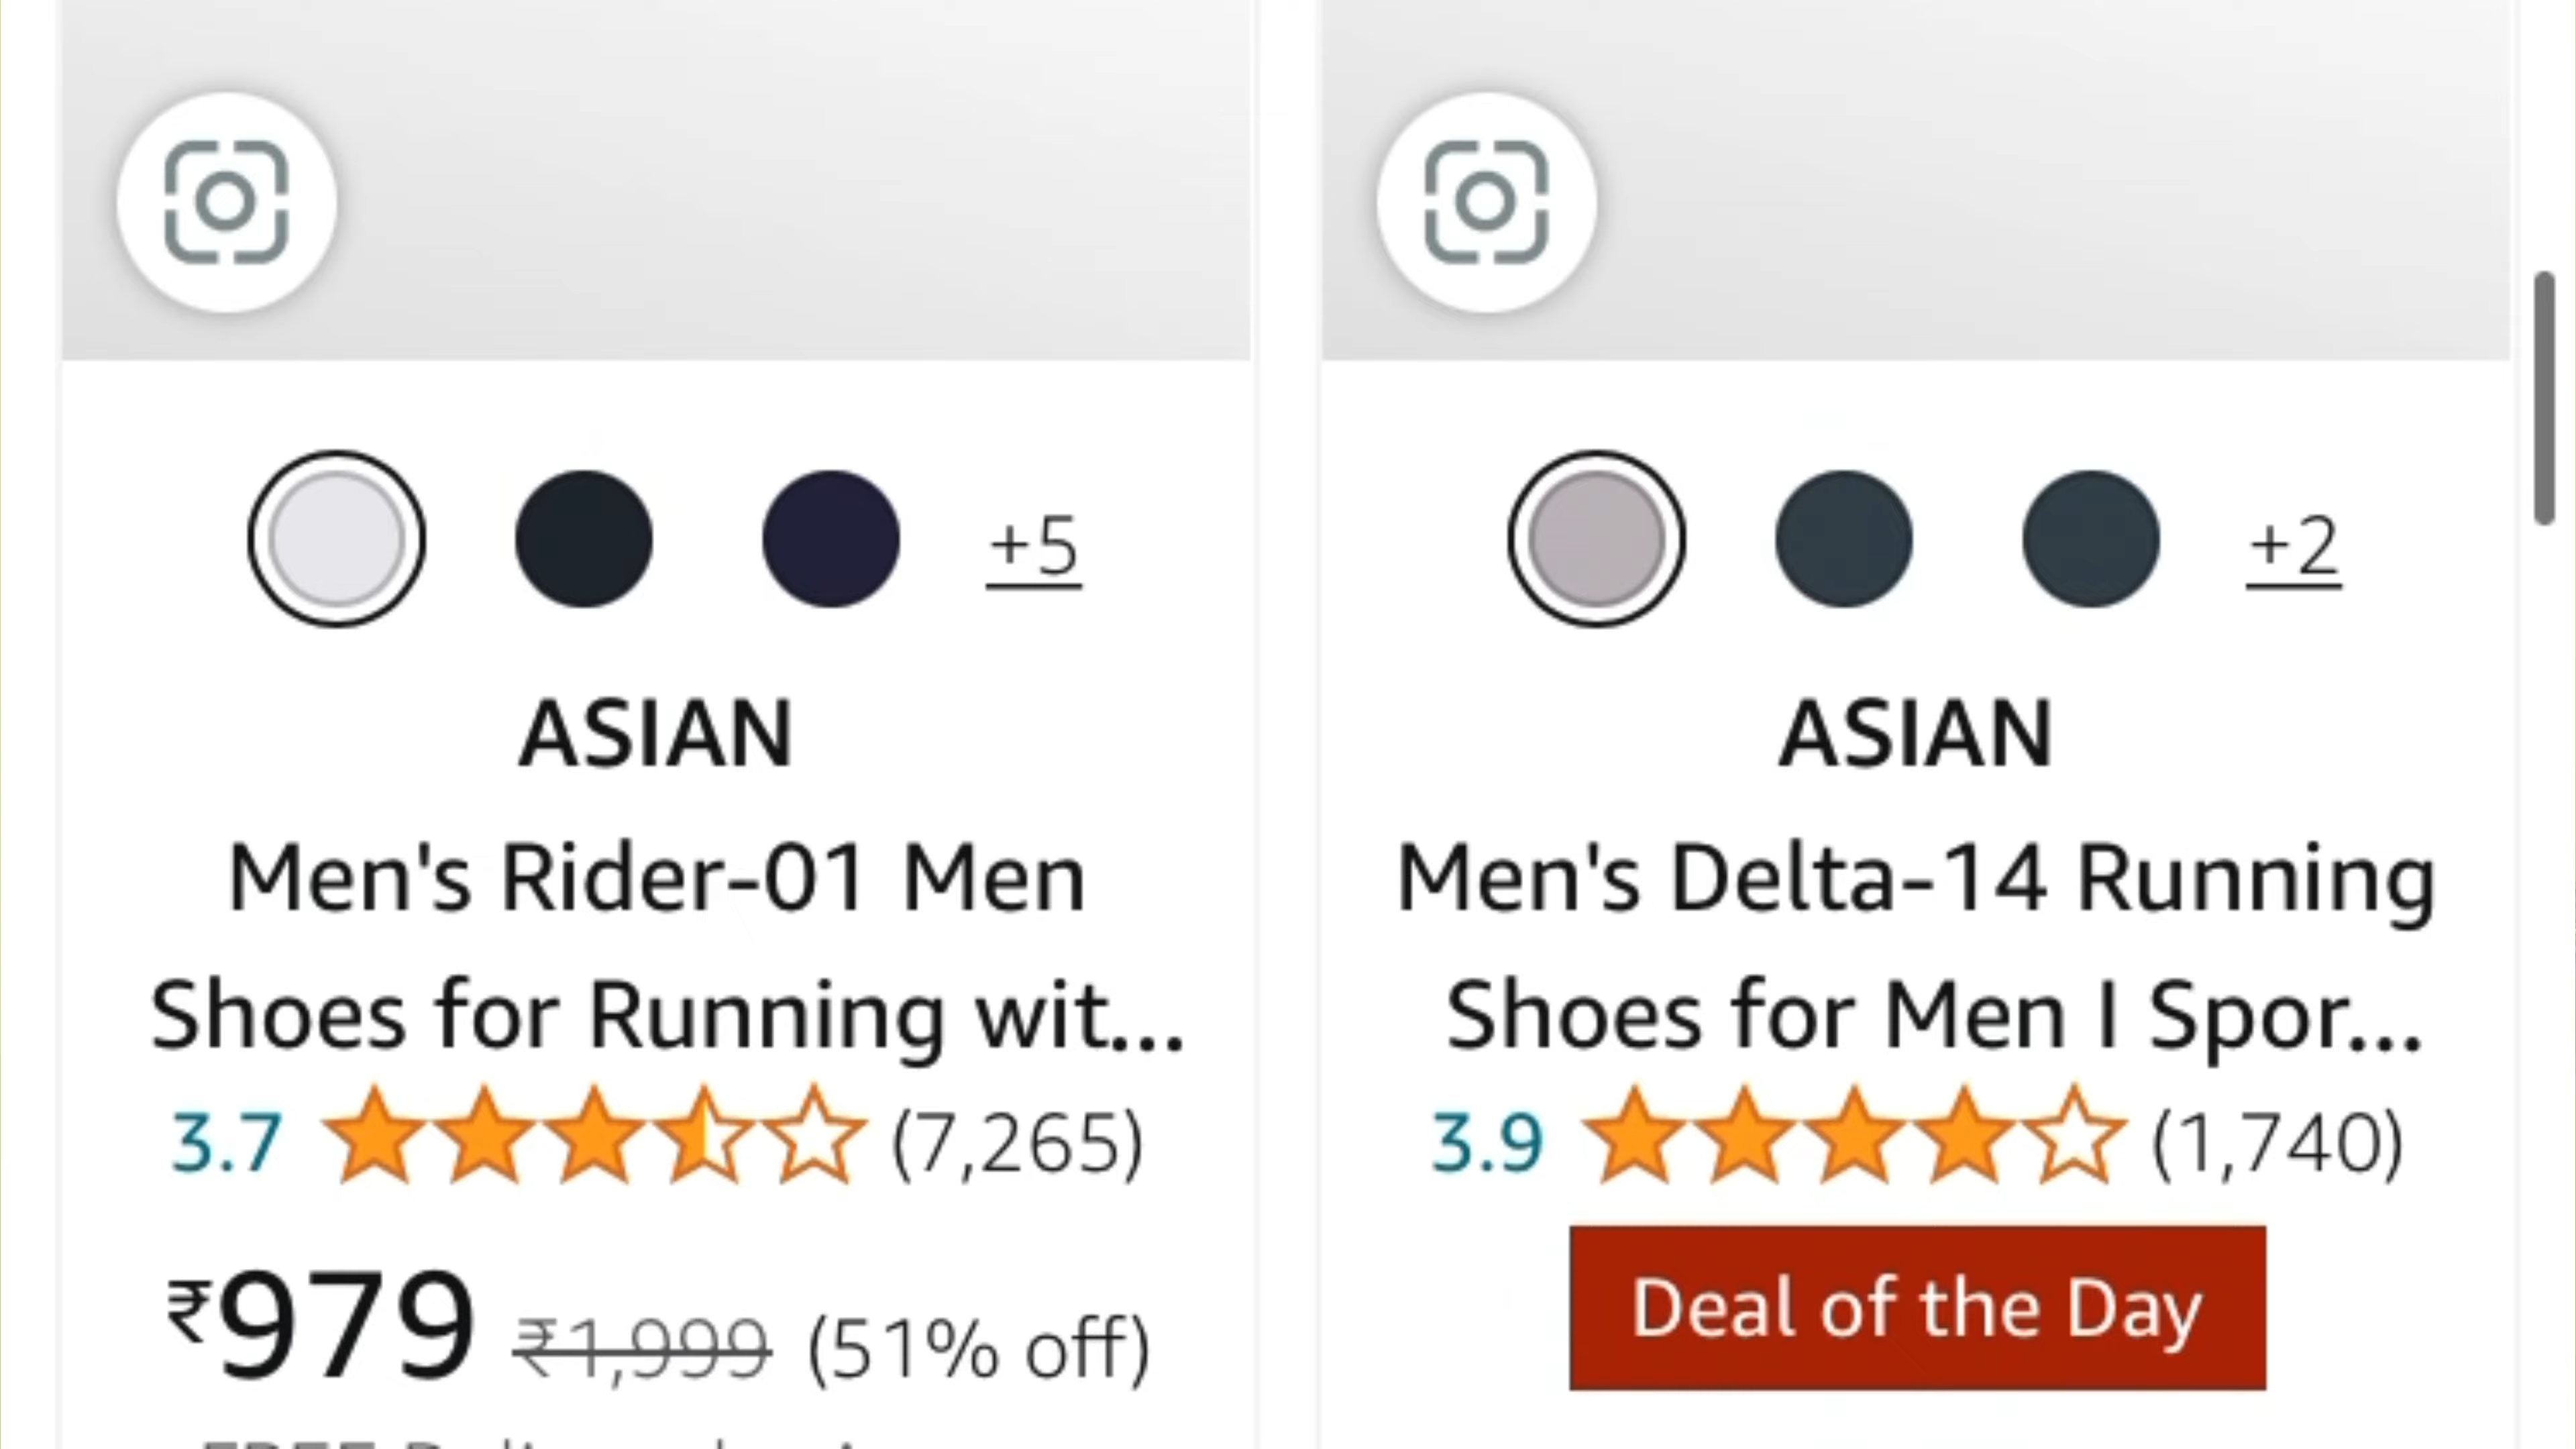 +5
ASIAN
Men's Rider-01 Men
Shoes for Running wit...
3.7 (7,265)
₹979 ₹1,999 (51% off)
+2
ASIAN
Men's Delta-14 Running
Shoes for Men I Spor...
3.9 (1,740)
Deal of the Day